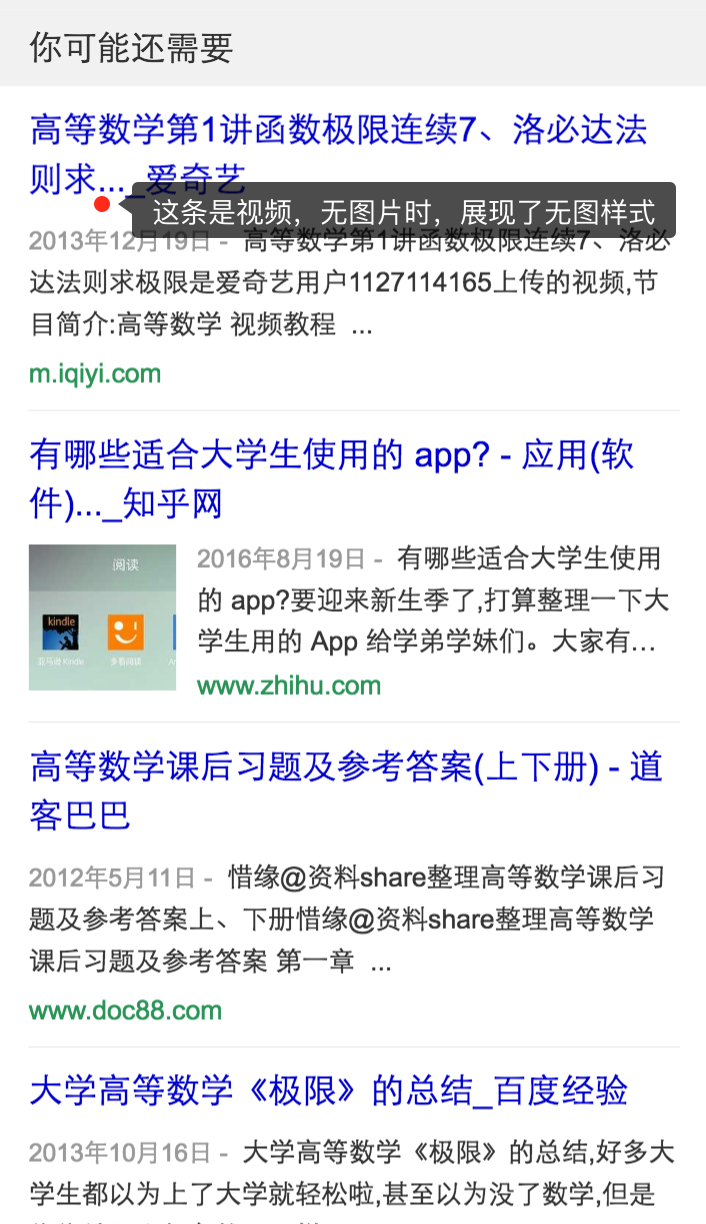 你可能还需要
高等数学第1讲函数极限连续7、洛必达法
则求..._爱奇艺
这条是视频，无图片时，展现了无图样式
2013年12月19日 - 高等数学第1讲函数极限连续7、洛必
达法则求极限是爱奇艺用户1127114165上传的视频,节
目简介:高等数学 视频教程 ...
m.iqiyi.com
有哪些适合大学生使用的 app? - 应用(软
件)..._知乎网
阅读
kindle
亚马逊 Kindle
多看阅读
2016年8月19日 - 有哪些适合大学生使用
的 app?要迎来新生季了,打算整理一下大
学生用的 App 给学弟学妹们。大家有...
www.zhihu.com
高等数学课后习题及参考答案(上下册) - 道
客巴巴
2012年5月11日 - 惜缘@资料share整理高等数学课后习
题及参考答案上、下册惜缘@资料share整理高等数学
课后习题及参考答案 第一章 ...
www.doc88.com
大学高等数学《极限》的总结_百度经验
2013年10月16日 - 大学高等数学《极限》的总结,好多大
学生都以为上了大学就轻松啦,甚至以为没了数学,但是